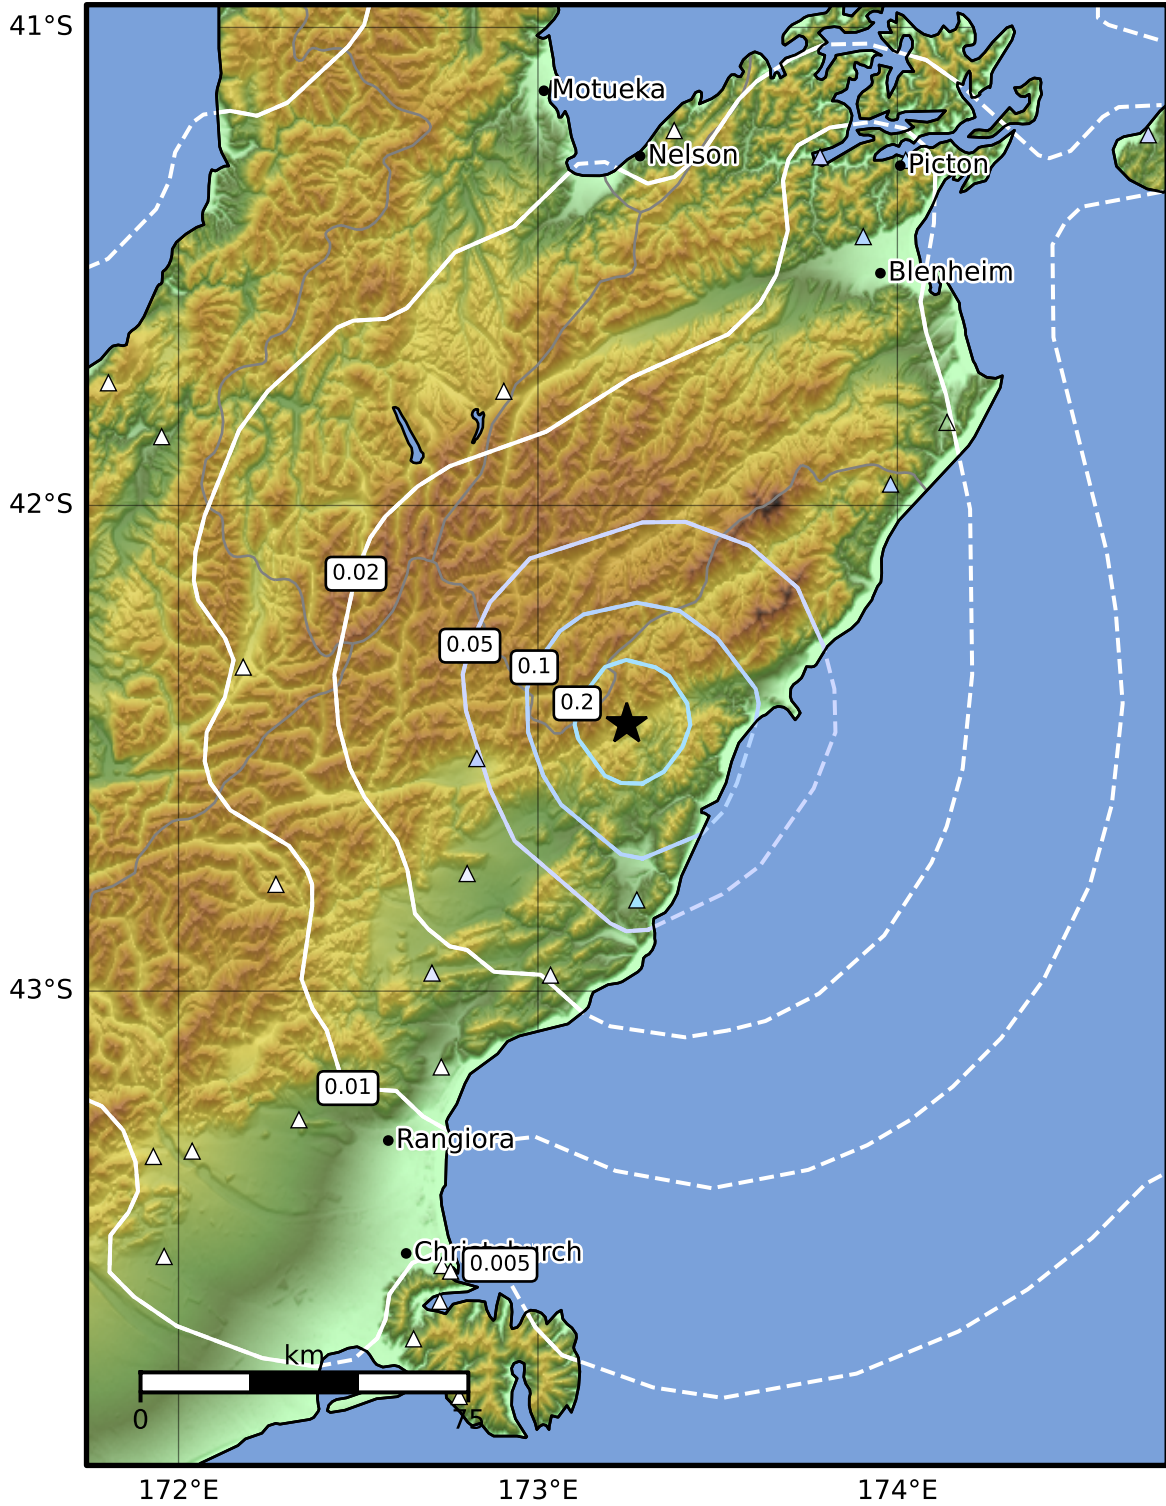 41°S
Motueka
Nelson
Picton
Blenheim
42°S
0.02
0.05
0.1
0.2
43°S
0.01
Rangiora
Christchurch
0.005
km
0
75
172°E
173°E
174°E